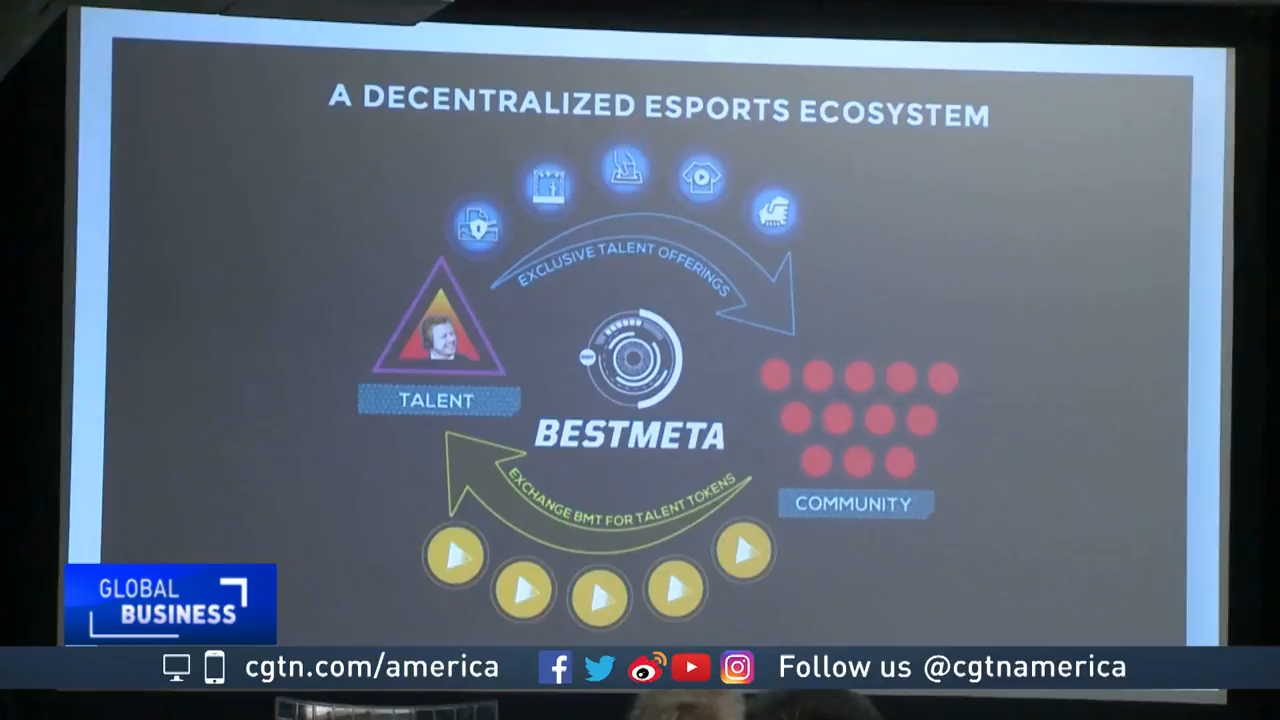 A DECENTRALIZED ESPORTS ECOSYSTEM
EXCLUSIVE TALENT OFFERINGS
TALENT
BESTMETA
EXCHANGE BMT FOR TALENT TOKENS
COMMUNITY
GLOBAL
BUSINESS
cgtn.com/america
Follow us @cgtnamerica